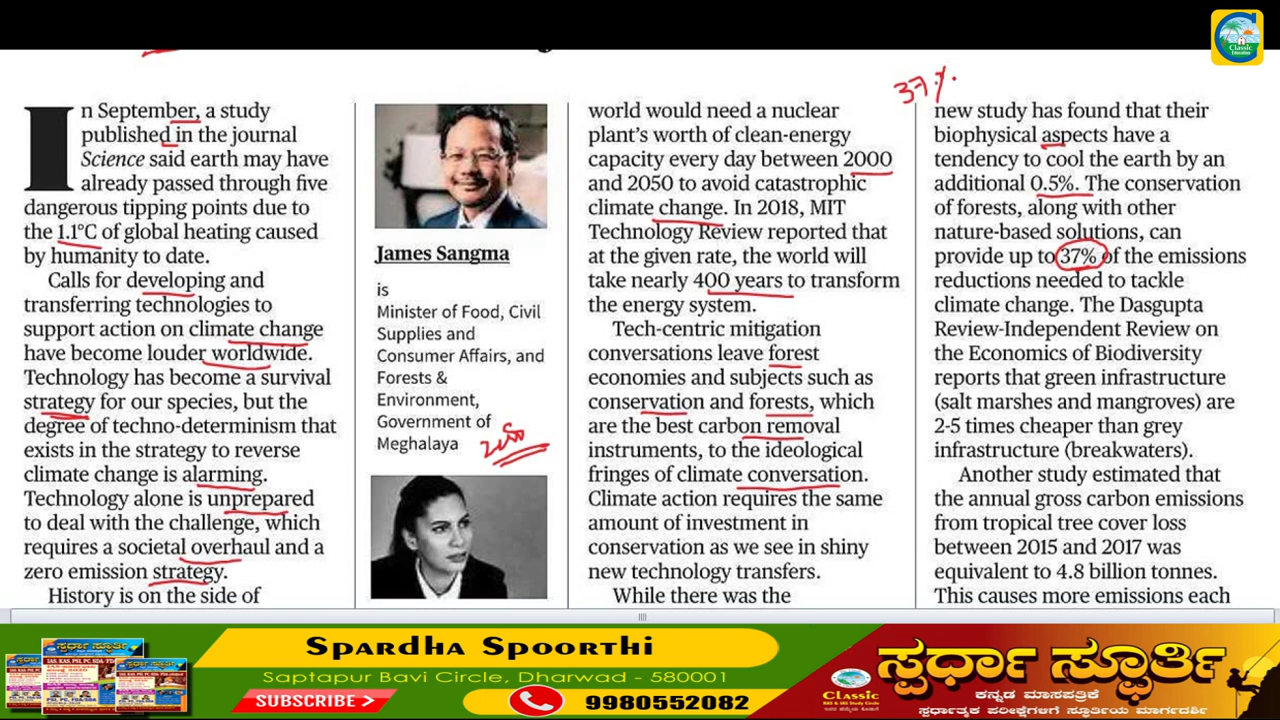 37%
In September, a study
published in the journal
Science said earth may have
already passed through five
dangerous tipping points due to
the 1.1°C of global heating caused
by humanity to date.
Calls for developing and
transferring technologies to
support action on climate change
have become louder worldwide.
Technology has become a survival
strategy for our species, but the
degree of techno-determinism that
exists in the strategy to reverse
climate change is alarming.
Technology alone is unprepared
to deal with the challenge, which
requires a societal overhaul and a
zero emission strategy.
History is on the side of
James Sangma
is
Minister of Food, Civil
Supplies and
Consumer Affairs, and
Forests &
Environment,
Government of
Meghalaya
world would need a nuclear
plant's worth of clean-energy
capacity every day between 2000
and 2050 to avoid catastrophic
climate change. In 2018, MIT
Technology Review reported that
at the given rate, the world will
take nearly 400 years to transform
the energy system.
Tech-centric mitigation
conversations leave forest
economies and subjects such as
conservation and forests, which
are the best carbon removal
instruments, to the ideological
fringes of climate conversation.
Climate action requires the same
amount of investment in
conservation as we see in shiny
new technology transfers.
While there was the
new study has found that their
biophysical aspects have a
tendency to cool the earth by an
additional 0.5%. The conservation
of forests, along with other
nature-based solutions, can
provide up to 37% of the emissions
reductions needed to tackle
climate change. The Dasgupta
Review-Independent Review on
the Economics of Biodiversity
reports that green infrastructure
(salt marshes and mangroves) are
2-5 times cheaper than grey
infrastructure (breakwaters).
Another study estimated that
the annual gross carbon emissions
from tropical tree cover loss
between 2015 and 2017 was
equivalent to 4.8 billion tonnes.
This causes more emissions each
Classic
Education
Spardha Spoorthi
Saptapur Bavi Circle, Dharwad - 580001
SUBSCRIBE
9980552082
Classic
KAS & IAS Study Circle
ಸ್ಪರ್ಧಾ ಸ್ಫೂರ್ತಿ
ಕನ್ನಡ ಮಾಸಪತ್ರಿಕೆ
ಸ್ಪರ್ಧಾತ್ಮಕ ಪರೀಕ್ಷೆಗಳಿಗೆ ಸ್ಫೂರ್ತಿಯ ಮಾರ್ಗದರ್ಶಿ